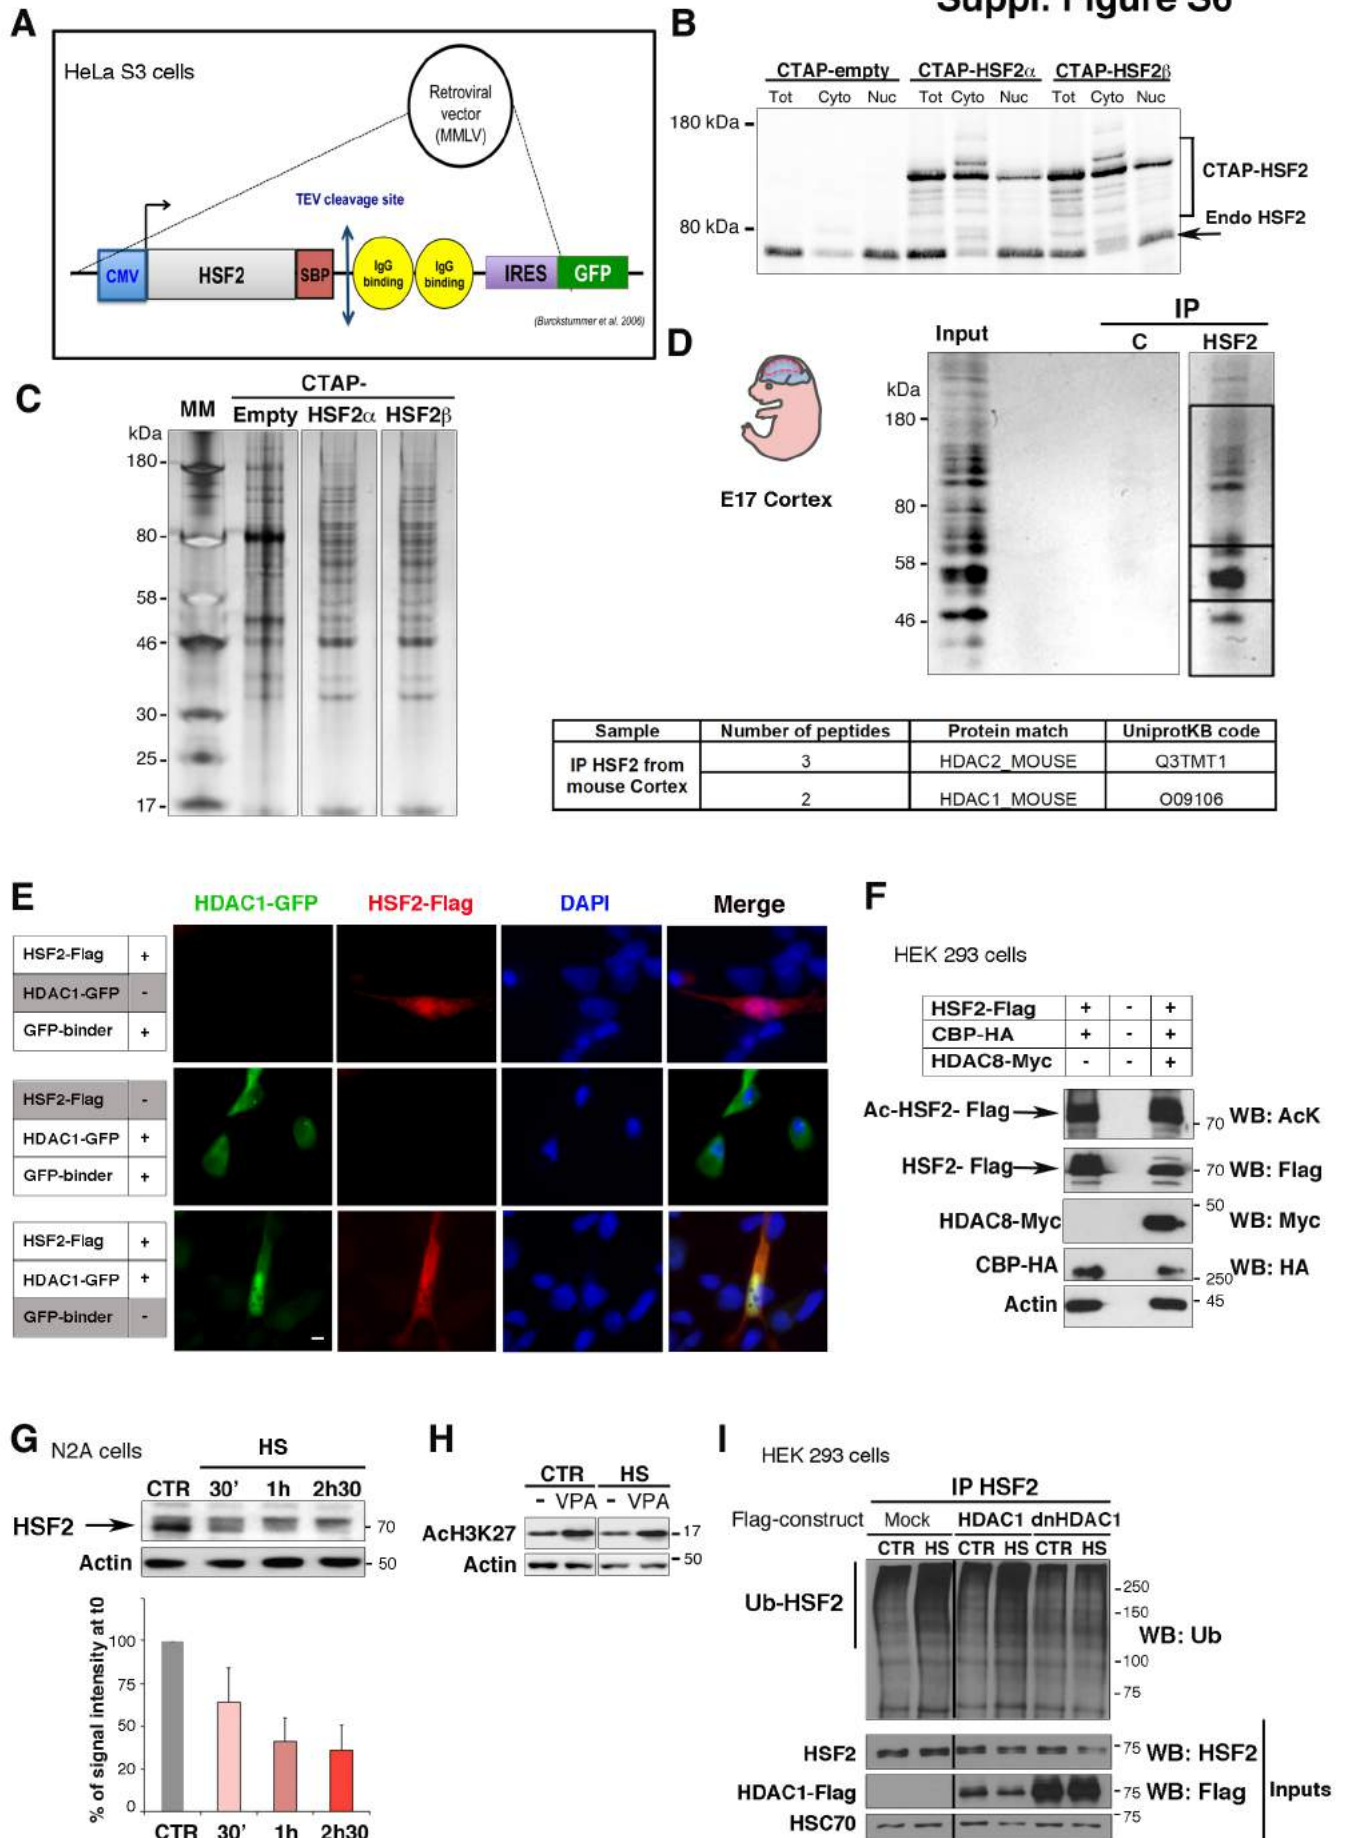 Suppl. Figure S6
A
HeLa S3 cells
Retroviral
vector
(MMLV)
TEV cleavage site
CMV
HSF2
SBP
IgG
binding
IgG
binding
IRES
GFP
(Burckstummer et al. 2006)
B
CTAP-empty CTAP-HSF2α CTAP-HSF2β
Tot Cyto Nuc Tot Cyto Nuc Tot Cyto Nuc
180 kDa
CTAP-HSF2
Endo HSF2
80 kDa
C
CTAP-
MM Empty HSF2α HSF2β
kDa
180
80
58
46
30
25
17
D
E17 Cortex
IP
Input C HSF2
kDa
180
80
58
46
Sample Number of peptides Protein match UniprotKB code
IP HSF2 from
mouse Cortex
3 HDAC2_MOUSE Q3TMT1
2 HDAC1_MOUSE O09106
E
HDAC1-GFP HSF2-Flag DAPI Merge
HSF2-Flag +
HDAC1-GFP -
GFP-binder +
HSF2-Flag -
HDAC1-GFP +
GFP-binder +
HSF2-Flag +
HDAC1-GFP +
GFP-binder -
F
HEK 293 cells
HSF2-Flag + - +
CBP-HA + - +
HDAC8-Myc - - +
Ac-HSF2- Flag 70 WB: AcK
HSF2- Flag 70 WB: Flag
50
HDAC8-Myc WB: Myc
CBP-HA 250 WB: HA
Actin 45
G
N2A cells
HS
CTR 30' 1h 2h30
HSF2 70
Actin 50
% of signal intensity at t0
100
75
50
20
0
CTR 30' 1h 2h30
H
CTR HS
- VPA - VPA
AcH3K27 17
Actin 50
I
HEK 293 cells
IP HSF2
Flag-construct Mock HDAC1 dnHDAC1
CTR HS CTR HS CTR HS
Ub-HSF2
250
150
WB: Ub
100
75
HSF2 75 WB: HSF2
HDAC1-Flag 75 WB: Flag
Inputs
HSC70 75